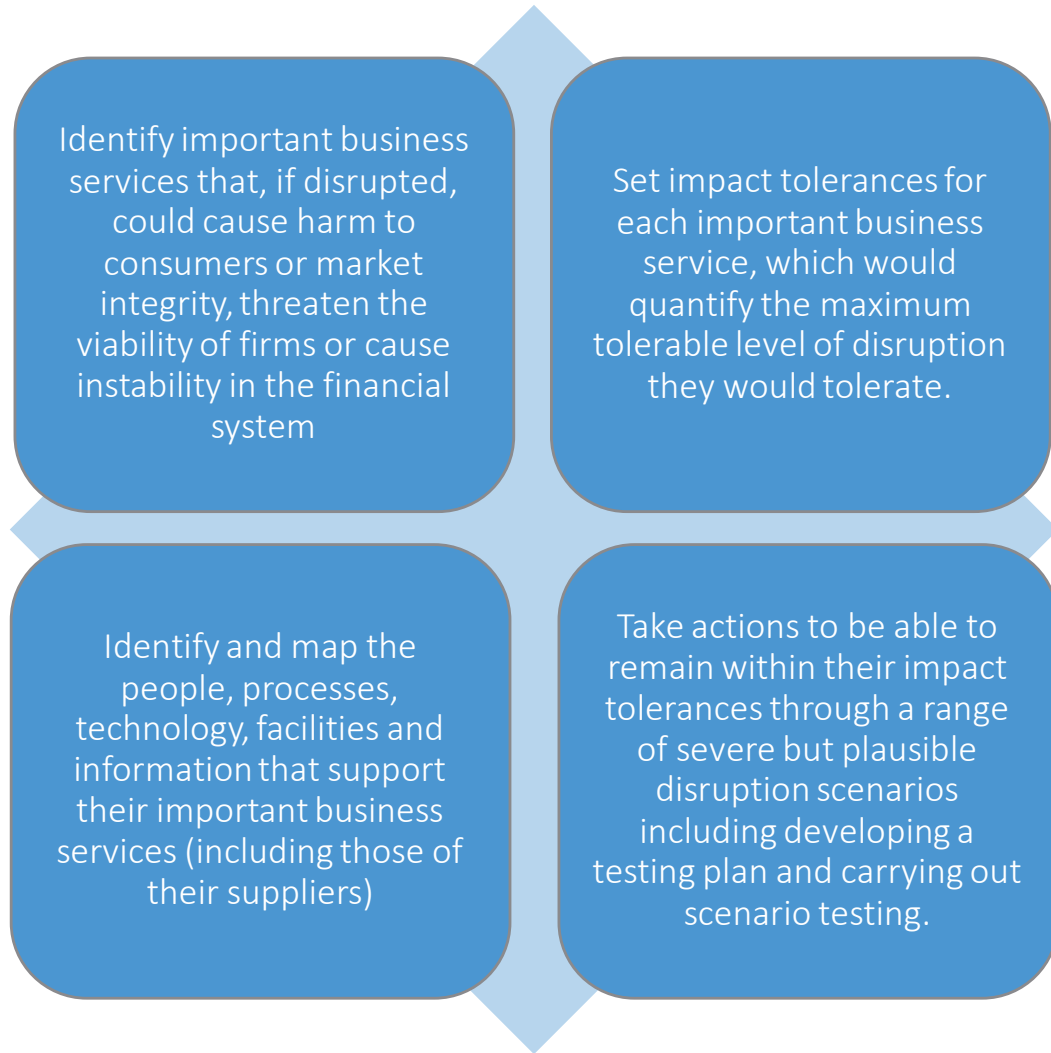 Identify important business
services that, if disrupted,
could cause harm to
consumers or market
integrity, threaten the
viability of firms or cause
instability in the financial
system
Set impact tolerances for
each important business
service, which would
quantify the maximum
tolerable level of disruption
they would tolerate.
Identify and map the
people, processes,
technology, facilities and
information that support
their important business
services (including those of
their suppliers)
Take actions to be able to
remain within their impact
tolerances through a range
of severe but plausible
disruption scenarios
including developing a
testing plan and carrying out
scenario testing.